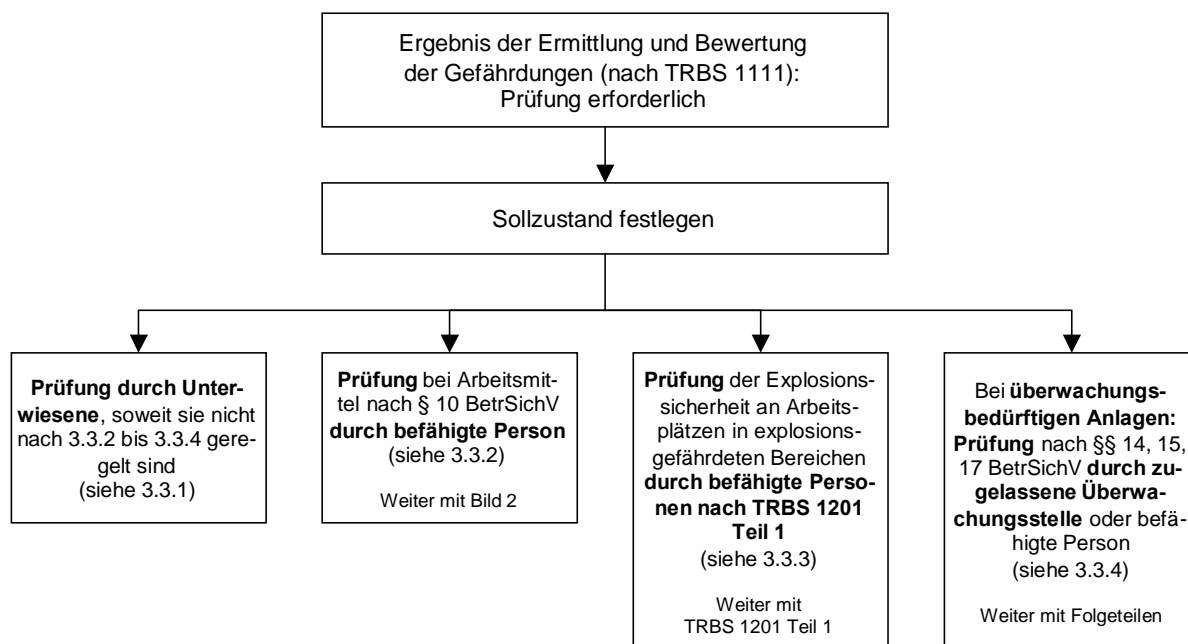 Ergebnis der Ermittlung und Bewertung
der Gefährdungen (nach TRBS 1111):
Prüfung erforderlich
Sollzustand festlegen
Prüfung durch Unter-
wiesene, soweit sie nicht
nach 3.3.2 bis 3.3.4 gere-
gelt sind
(siehe 3.3.1)
Prüfung bei Arbeitsmit-
tel nach § 10 BetrSichV
durch befähigte Person
(siehe 3.3.2)
Weiter mit Bild 2
Prüfung der Explosions-
sicherheit an Arbeits-
plätzen in explosions-
gefährdeten Bereichen
durch befähigte Perso-
nen nach TRBS 1201
Teil 1
(siehe 3.3.3)
Weiter mit
TRBS 1201 Teil 1
Bei überwachungs-
bedürftigen Anlagen:
Prüfung nach §§ 14, 15,
17 BetrSichV durch zu-
gelassene Überwa-
chungsstelle oder befä-
higte Person
(siehe 3.3.4)
Weiter mit Folgeteilen